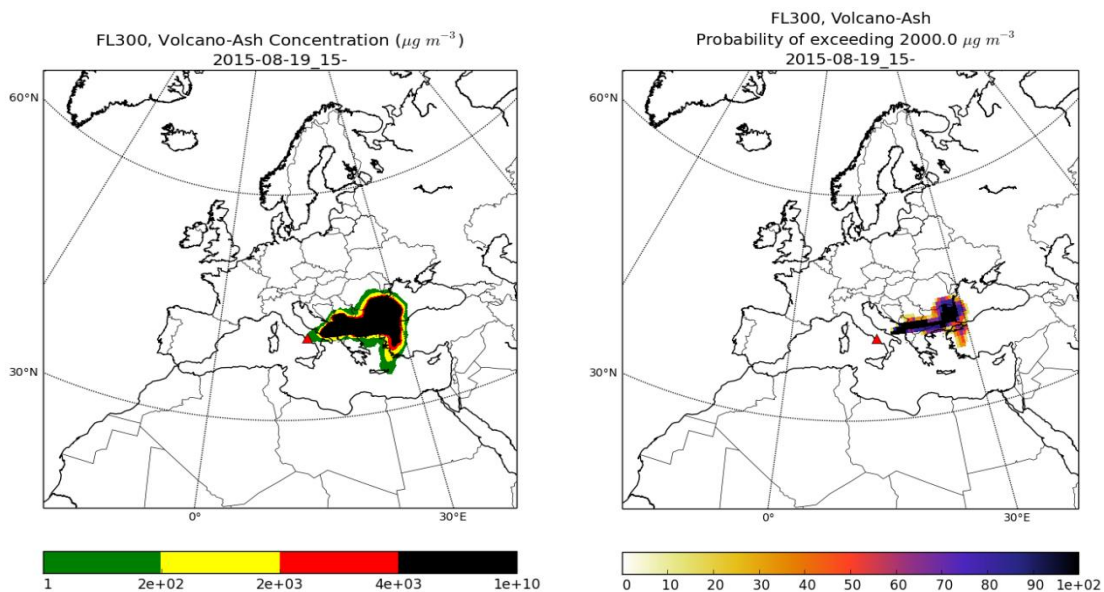 FL300, Volcano-Ash Concentration (μg m⁻³)
2015-08-19_15-
60°N
30°N
0°
30°E
1 2e+02 2e+03 4e+03 1e+10
FL300, Volcano-Ash
Probability of exceeding 2000.0 μg m⁻³
2015-08-19_15-
60°N
30°N
0°
30°E
0 10 20 30 40 50 60 70 80 90 1e+02